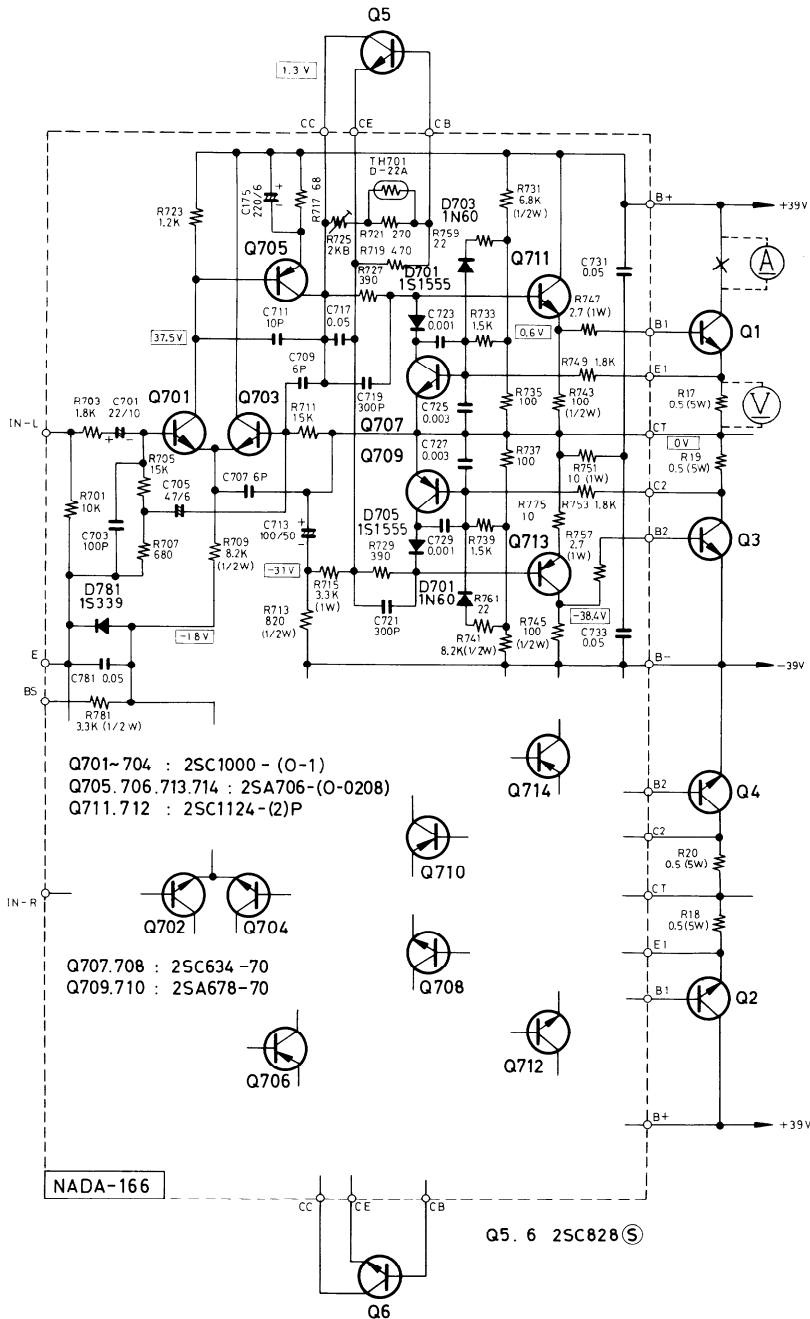 Q5
1.3 V
CC
CE
CB
TH701
D-22A
R723
1.2K
C175
220/6
+
-
R717 68
R725
2KB
R721 270
R719 470
R759
22
D703
1N60
R731
6.8K
(1/2W)
B+
+39V
Q705
R727
390
D701
1S1555
Q711
C731
0.05
R747
2.7 (1W)
A
37.5V
C711
10P
C717
0.05
C723
0.001
R733
1.5K
0.6V
B1
Q1
C709
6P
C719
300P
R749 1.8K
E1
R703
1.8K
C701
22/10
Q701
Q703
R711
15K
Q707
C725
0.003
R735
100
R743
100
(1/2W)
R17
0.5 (5W)
V
IN-L
+
-
CT
0V
R705
15K
C707 6P
Q709
C727
0.003
R737
100
R751
10 (1W)
R19
0.5 (5W)
R701
10K
C705
47/6
C2
C703
100P
R707
680
R709
8.2K
(1/2W)
C713
100/50
+
-
D705
1S1555
C729
0.001
R739
1.5K
R775
10
R753 1.8K
Q713
R757
2.7
(1W)
B2
Q3
D781
1S339
-31V
R715
3.3K
(1W)
R729
390
D701
1N60
R761
22
-1.8V
R713
820
(1/2W)
C721
300P
R741
8.2K(1/2W)
R745
100
(1/2W)
-38.4V
C733
0.05
E
C781 0.05
B-
-39V
BS
R781
3.3K (1/2W)
Q701~704 : 2SC1000-(O-1)
Q705.706.713.714 : 2SA706-(O-0208)
Q711.712 : 2SC1124-(2)P
Q714
B2
Q4
C2
Q710
R20
0.5 (5W)
IN-R
Q702
Q704
CT
R18
0.5(5W)
E1
Q707.708 : 2SC634-70
Q709.710 : 2SA678-70
Q708
B1
Q2
Q706
Q712
B+
+39V
NADA-166
CC
CE
CB
Q5.6 2SC828 S
Q6